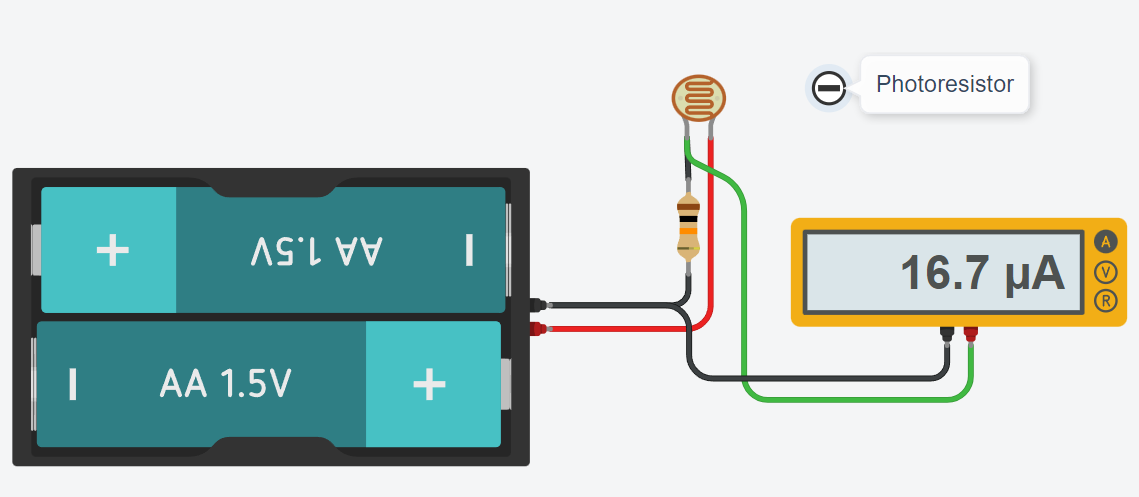 Photoresistor
AA 1.5V
+
-
A
16.7 µA
V
R
- AA 1.5V +